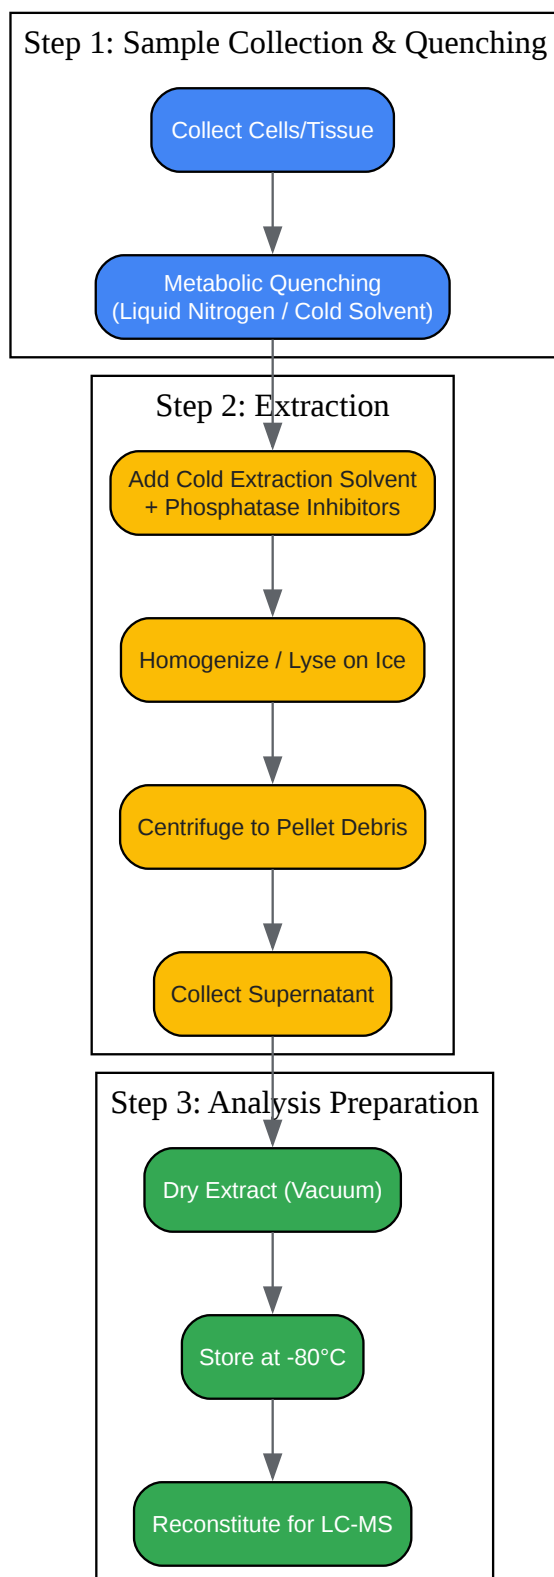 Step 1: Sample Collection & Quenching
Collect Cells/Tissue
Metabolic Quenching
(Liquid Nitrogen / Cold Solvent)
Step 2: Extraction
Add Cold Extraction Solvent
+ Phosphatase Inhibitors
Homogenize / Lyse on Ice
Centrifuge to Pellet Debris
Collect Supernatant
Step 3: Analysis Preparation
Dry Extract (Vacuum)
Store at -80°C
Reconstitute for LC-MS